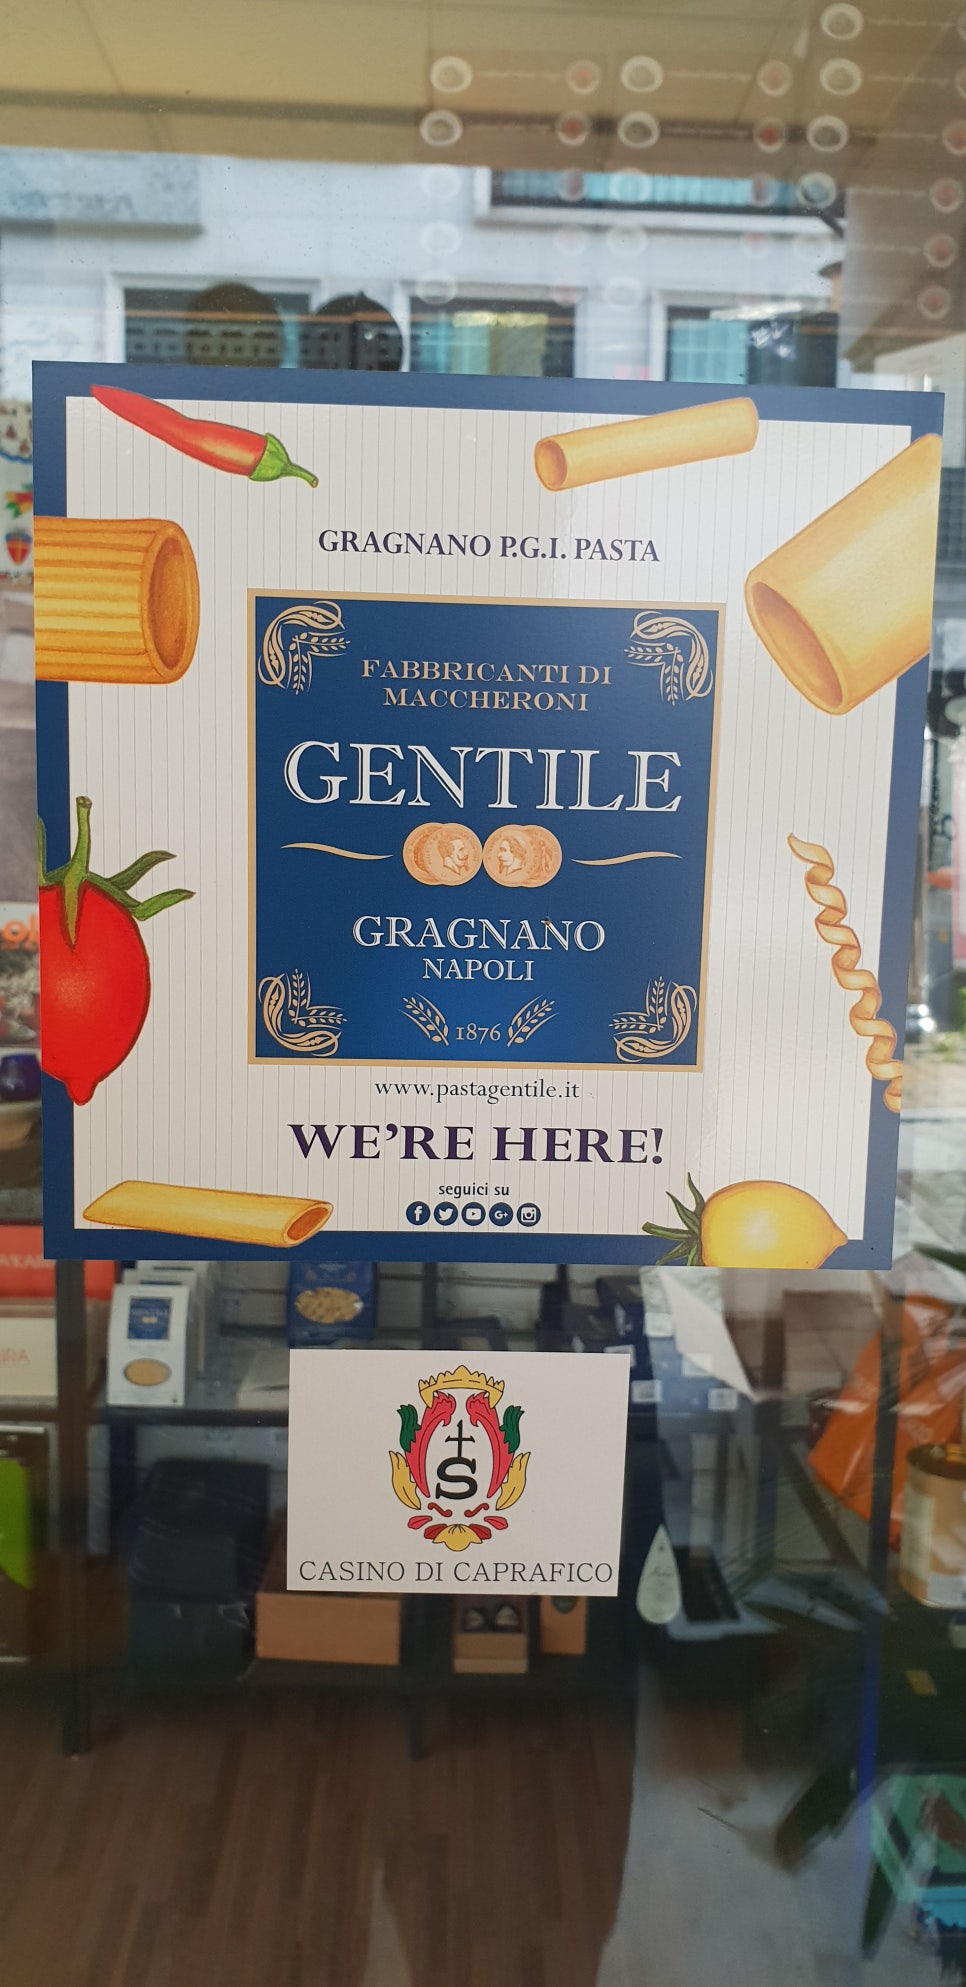 GRAGNANO P.G.I. PASTA
FABBRICANTI DI
MACCHERONI
GENTILE
GRAGNANO
NAPOLI
1876
www.pastagentile.it
WE'RE HERE!
seguici su
S
CASINO DI CAPRAFICO